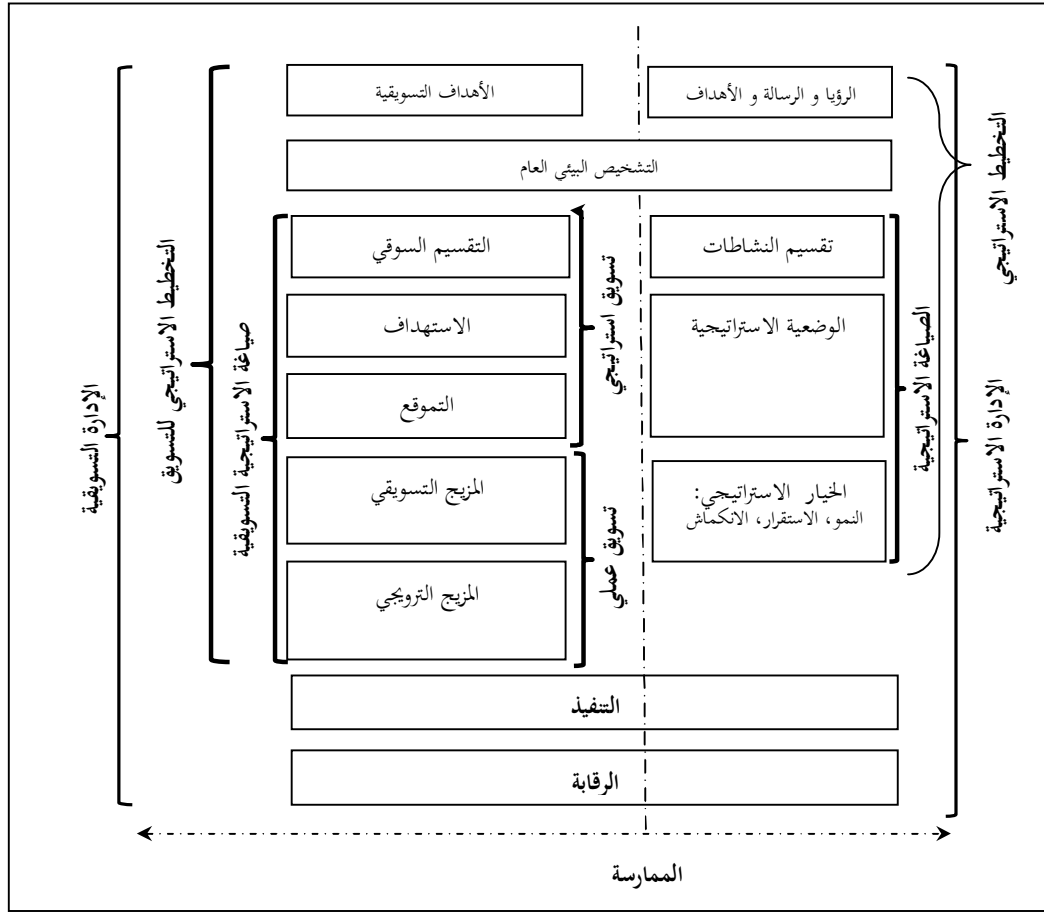 الرؤيا و الرسالة و الأهداف
الأهداف التسويقية
التشخيص البيئي العام
تقسيم النشاطات
التقسيم السوقي
الوضعية الاستراتيجية
الاستهداف
التموقع
الخيار الاستراتيجي:
النمو، الاستقرار، الانكماش
المزيج التسويقي
المزيج الترويجي
التنفيذ
الرقابة
التخطيط الاستراتيجي
الإدارة الاستراتيجية
الصياغة الاستراتيجية
تسويق استراتيجي
تسويق عملي
صياغة الاستراتيجية التسويقية
التخطيط الاستراتيجي للتسويق
الإدارة التسويقية
الممارسة